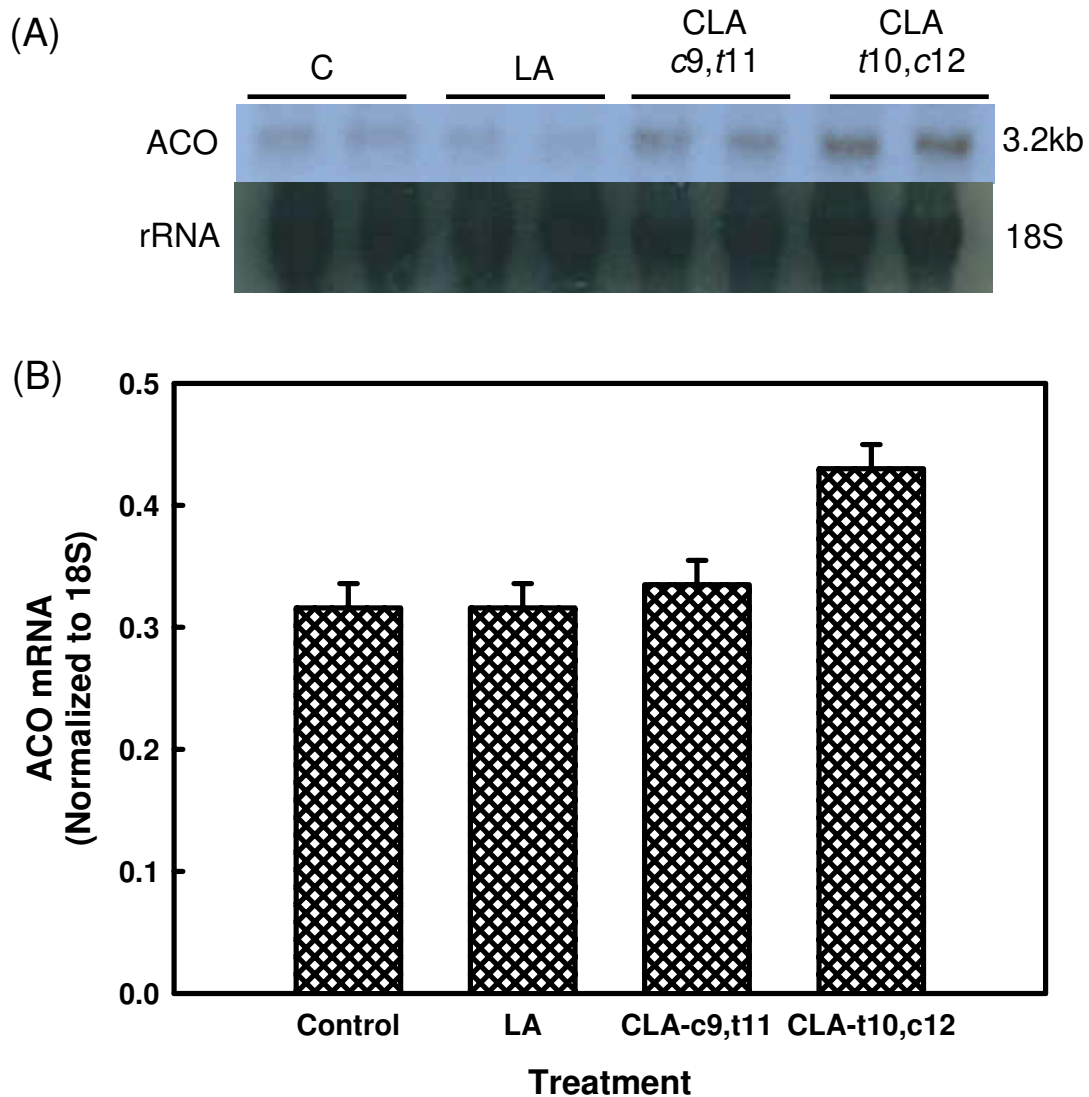 (A)
C
LA
CLA
c9,t11
CLA
t10,c12
ACO
3.2kb
rRNA
18S
(B)
ACO mRNA
(Normalized to 18S)
0.5
0.4
0.3
0.2
0.1
0.0
Control
LA
CLA-c9,t11
CLA-t10,c12
Treatment